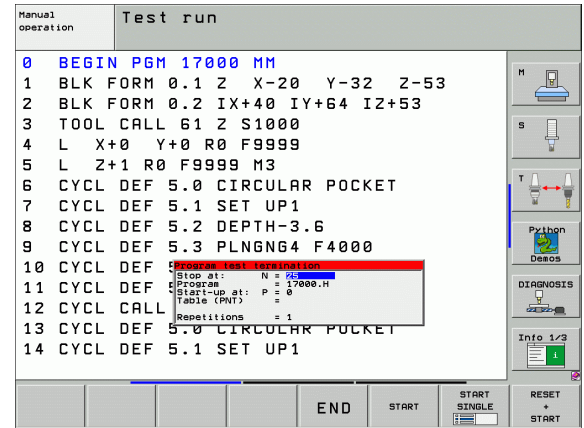 Manual
operation
Test run
0 BEGIN PGM 17000 MM
1 BLK FORM 0.1 Z X-20 Y-32 Z-53
2 BLK FORM 0.2 IX+40 IY+64 IZ+53
3 TOOL CALL 61 Z S1000
4 L X+0 Y+0 R0 F9999
5 L Z+1 R0 F9999 M3
6 CYCL DEF 5.0 CIRCULAR POCKET
7 CYCL DEF 5.1 SET UP1
8 CYCL DEF 5.2 DEPTH-3.6
9 CYCL DEF 5.3 PLNGNG4 F4000
10 CYCL DEF
11 CYCL DEF
12 CYCL CALL
13 CYCL DEF 5.0 CIRCULAR POCKET
14 CYCL DEF 5.1 SET UP1
Program test termination
Stop at: N = 25
Program = 17000.H
Start-up at: P = 0
Table (PNT) =
Repetitions = 1
M
S
T
Python
Demos
DIAGNOSIS
Info 1/3
i
END
START
START
SINGLE
RESET
+
START